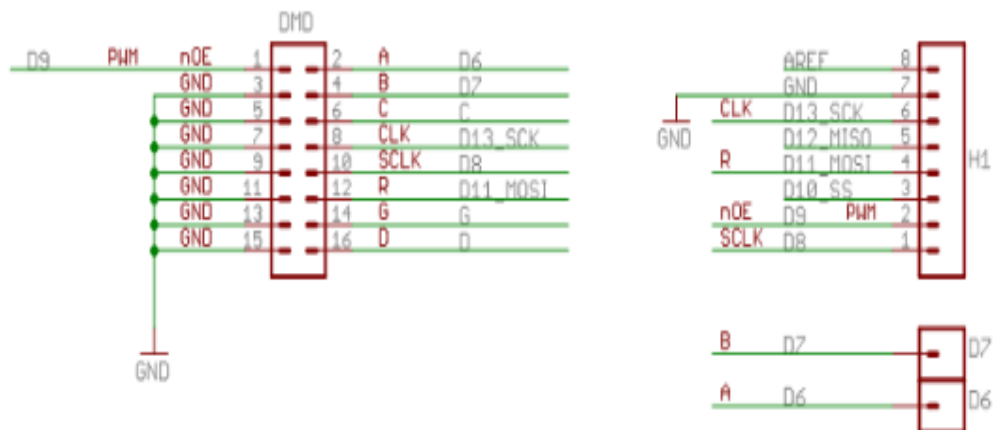 DMD
D9 PWM nOE 1 2 A D6
GND 3 4 B D7
GND 5 6 C C
GND 7 8 CLK D13_SCK
GND 9 10 SCLK D8
GND 11 12 R D11_MOSI
GND 13 14 G G
GND 15 16 D D
GND
AREF 8
GND 7
GND
CLK D13_SCK 6
D12_MISO 5
R D11_MOSI 4
H1
D10_SS 3
nOE D9 PWM 2
SCLK D8 1
B D7 D7
A D6 D6